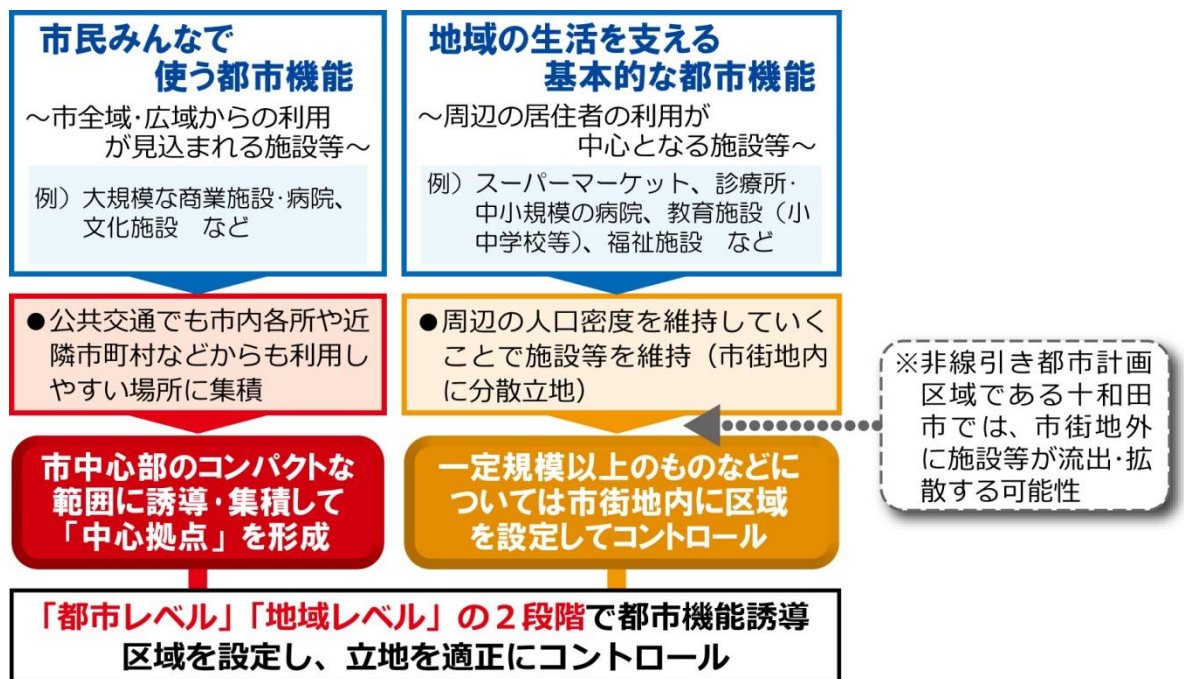 市民みんなで
使う都市機能
～市全域・広域からの利用
が見込まれる施設等～
例）大規模な商業施設・病院、
文化施設　など
●公共交通でも市内各所や近
隣市町村などからも利用し
やすい場所に集積
市中心部のコンパクトな
範囲に誘導・集積して
「中心拠点」を形成
地域の生活を支える
基本的な都市機能
～周辺の居住者の利用が
中心となる施設等～
例）スーパーマーケット、診療所・
中小規模の病院、教育施設（小
中学校等）、福祉施設　など
●周辺の人口密度を維持していく
ことで施設等を維持（市街地内
に分散立地）
一定規模以上のものなどに
ついては市街地内に区域
を設定してコントロール
※非線引き都市計画
区域である十和田
市では、市街地外
に施設等が流出・拡
散する可能性
「都市レベル」「地域レベル」の２段階で都市機能誘導
区域を設定し、立地を適正にコントロール